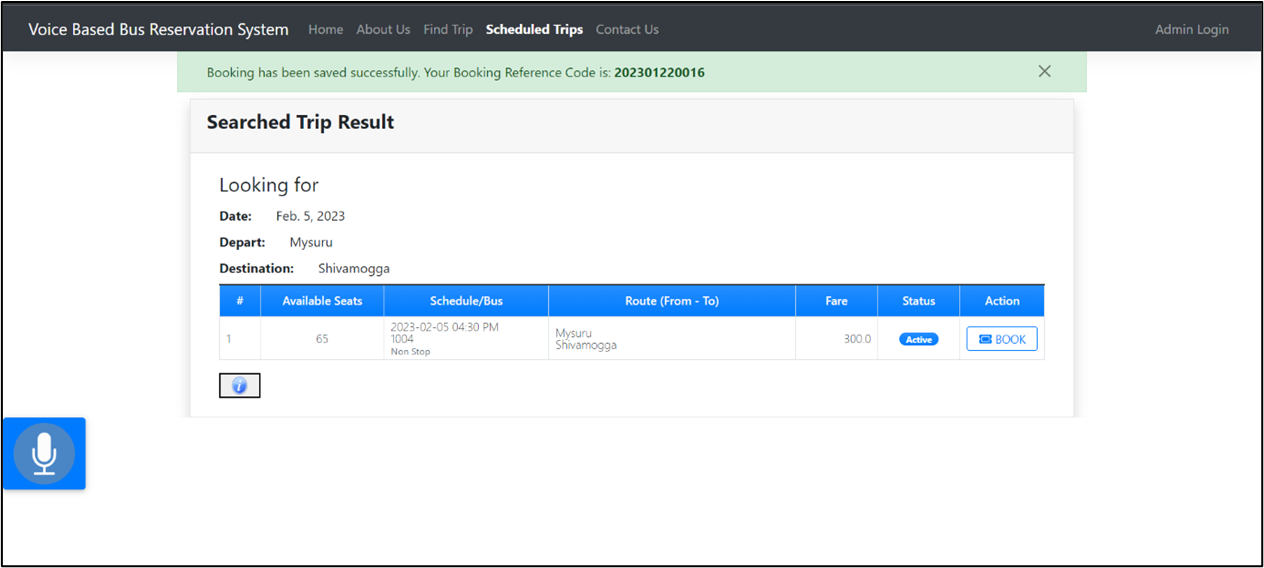 Voice Based Bus Reservation System Home About Us Find Trip Scheduled Trips Contact Us Admin Login
Booking has been saved successfully. Your Booking Reference Code is: 202301220016
Searched Trip Result
Looking for
Date: Feb. 5, 2023
Depart: Mysuru
Destination: Shivamogga
# Available Seats Schedule/Bus Route (From - To) Fare Status Action
1 65 2023-02-05 04:30 PM Mysuru 300.0 Active BOOK
1004 Shivamogga
Non Stop